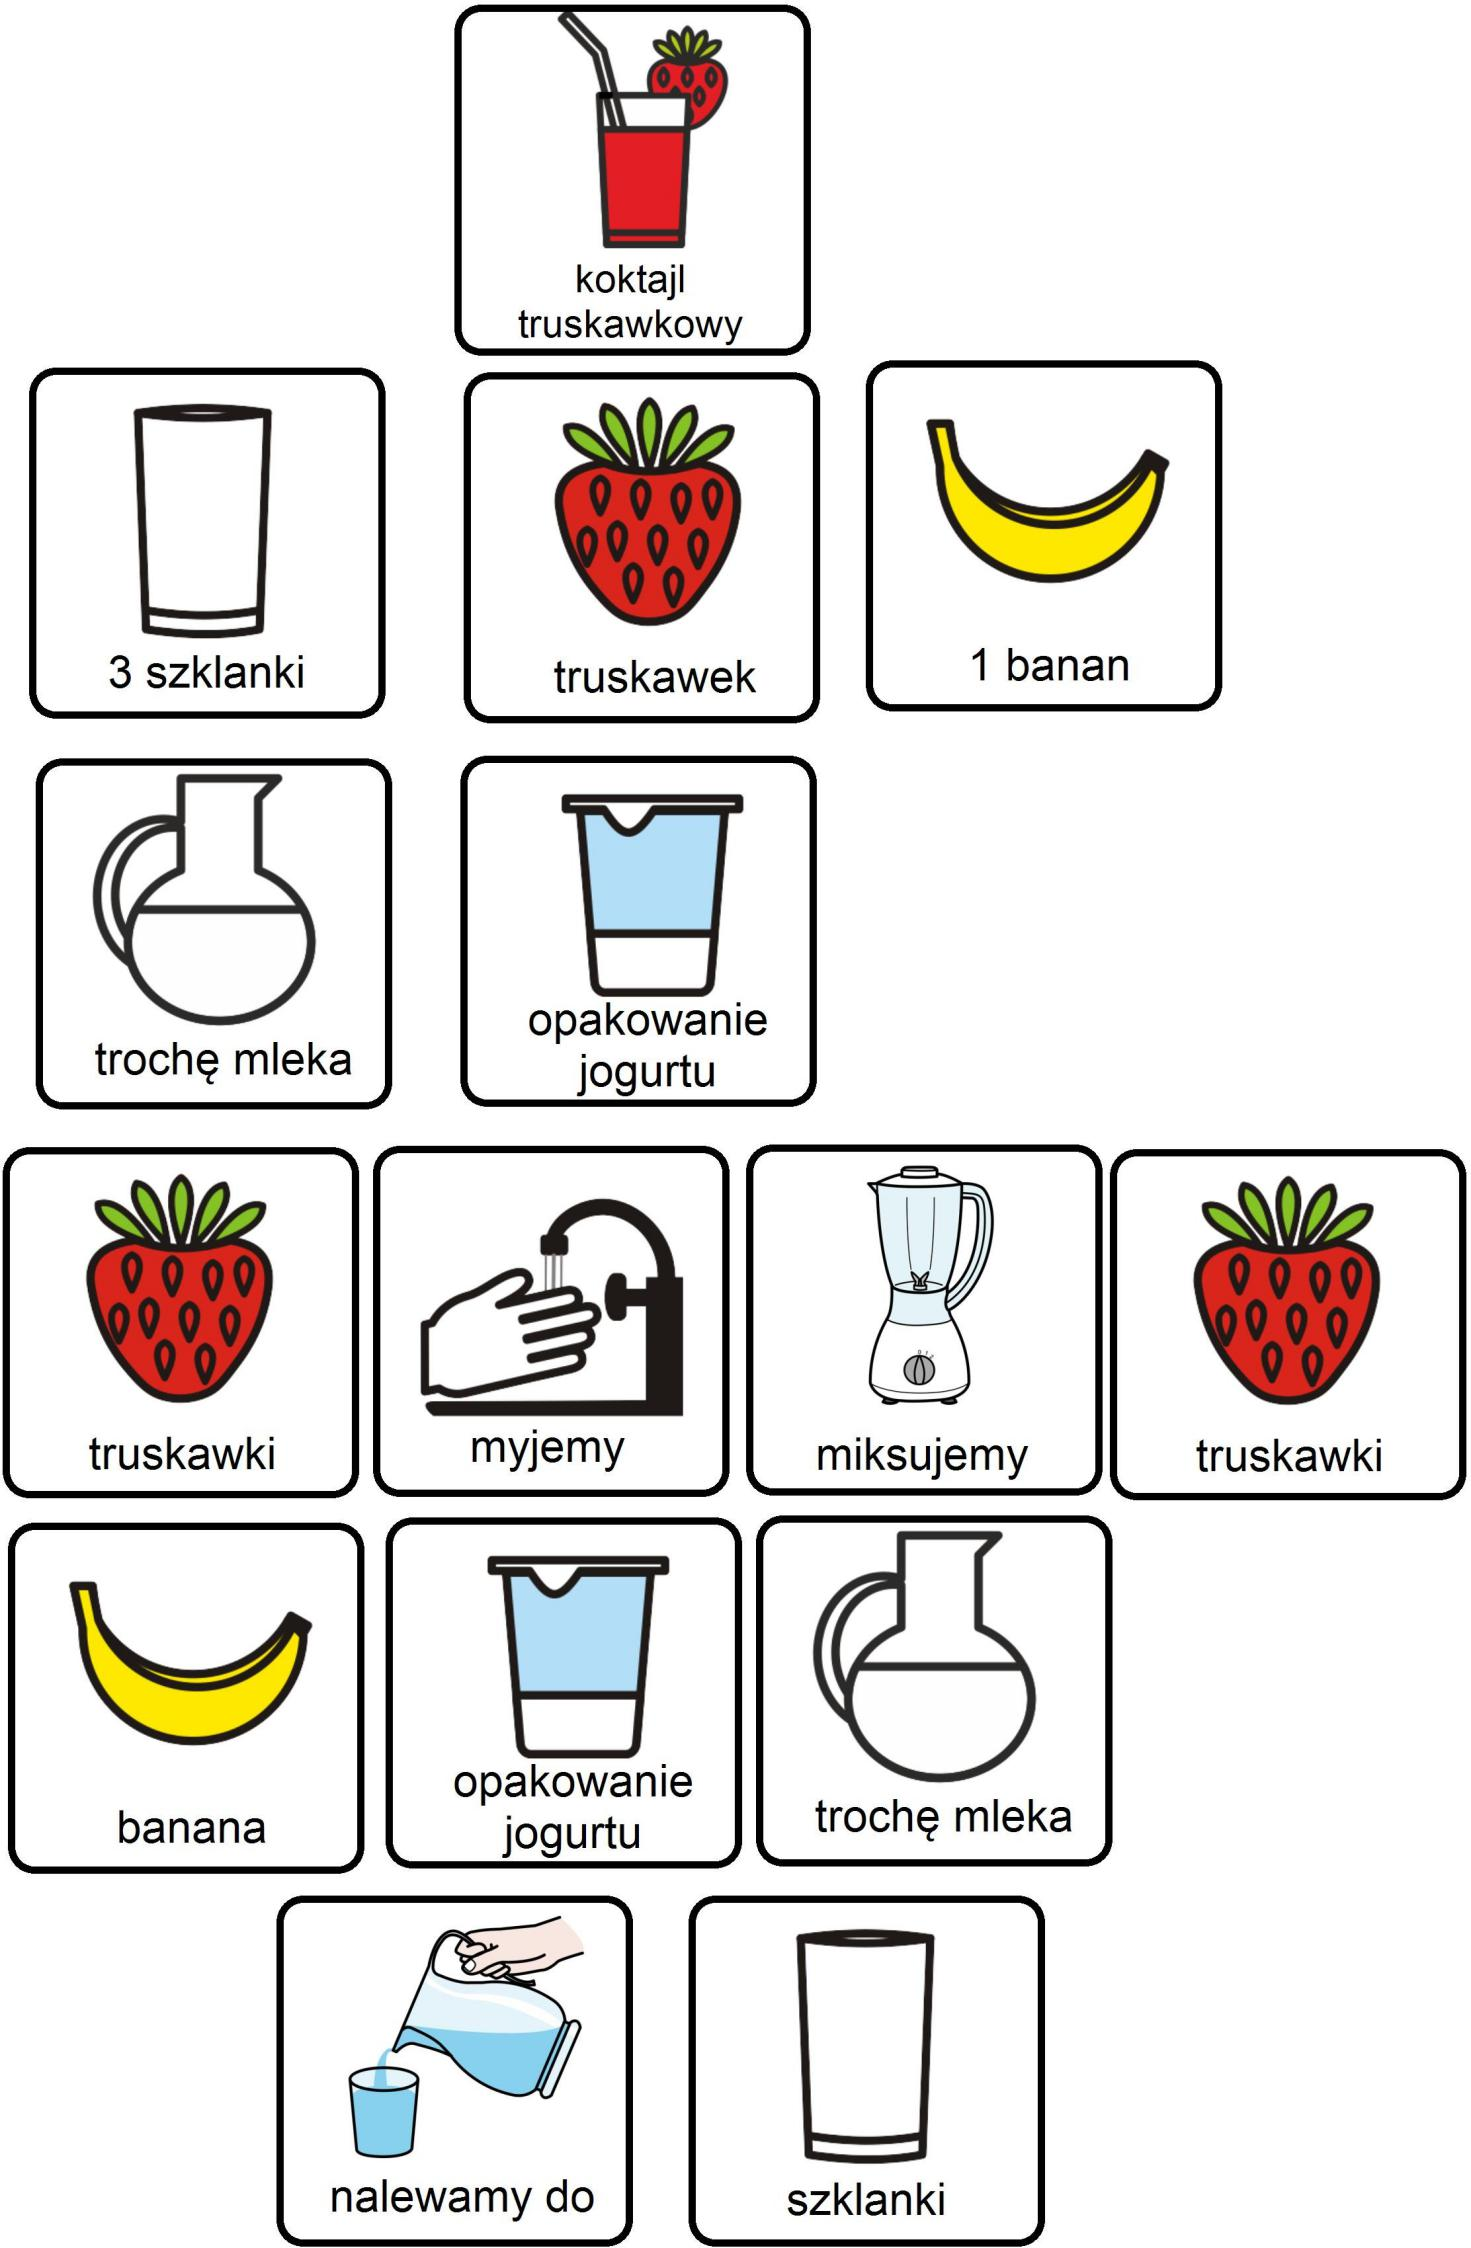 koktajl
truskawkowy
3 szklanki
truskawek
1 banan
trochę mleka
opakowanie
jogurtu
truskawki
myjemy
miksujemy
truskawki
banana
opakowanie
jogurtu
trochę mleka
nalewamy do
szklanki